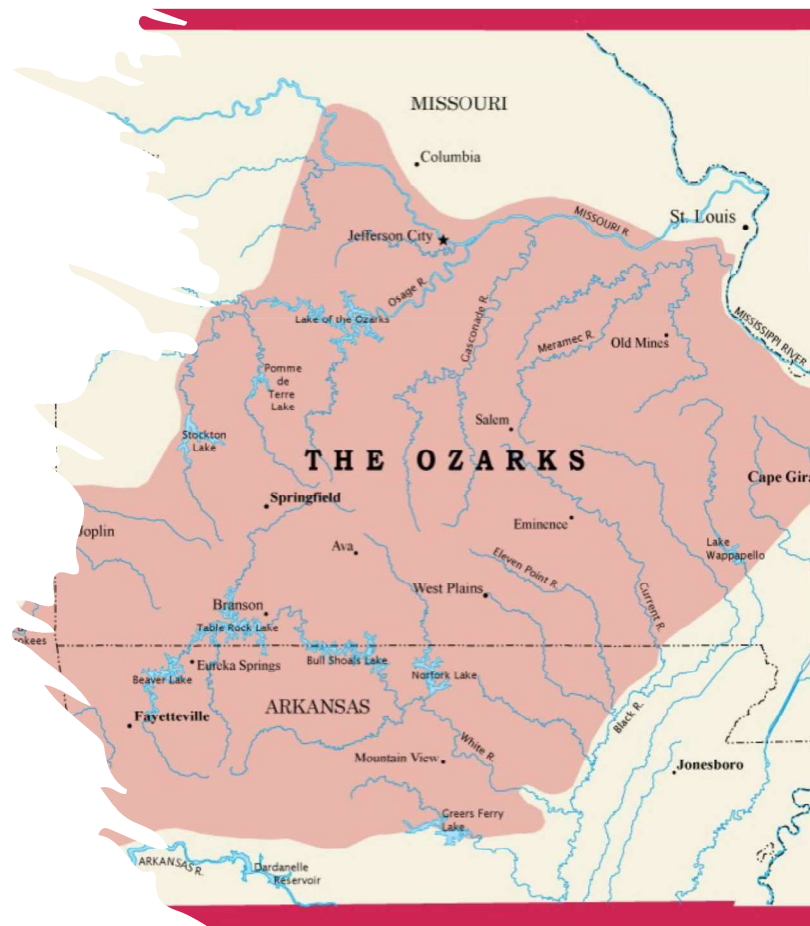 MISSOURI
Columbia
St. Louis
MISSOURI R.
Jefferson City
Osage R.
Lake of the Ozarks
Gasconade R.
Meramec R.
Old Mines
MISSISSIPPI RIVER
Pomme
de
Terre
Lake
Stockton
Lake
Salem
THE OZARKS
Cape Gira
Springfield
Eminence
Joplin
Ava
Lake
Wappapello
Eleven Point R.
West Plains
Current R.
Branson
Table Rock Lake
okees
Eureka Springs
Bull Shoals Lake
Beaver Lake
Norfork Lake
ARKANSAS
Fayetteville
Black R.
White R.
Mountain View
Jonesboro
Greers Ferry
Lake
ARKANSAS R.
Dardanelle
Reservoir